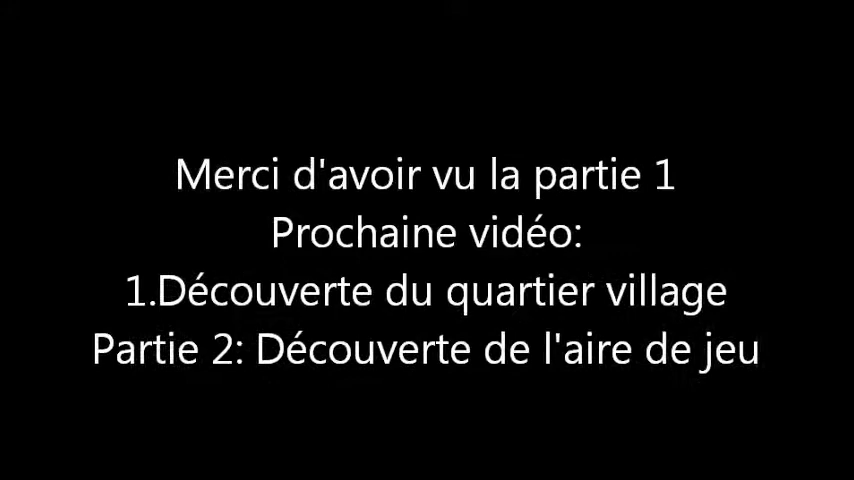 Merci d'avoir vu la partie 1
Prochaine vidéo:
1.Découverte du quartier village
Partie 2: Découverte de l'aire de jeu